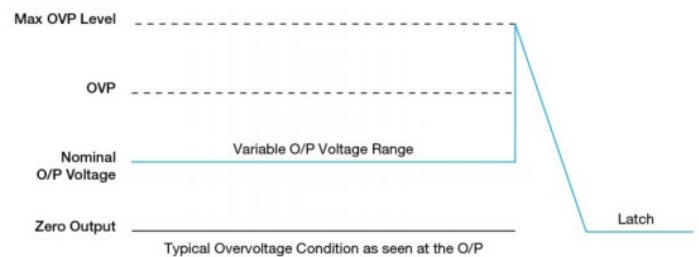 Max OVP Level
OVP
Variable O/P Voltage Range
Nominal
O/P Voltage
Zero Output
Latch
Typical Overvoltage Condition as seen at the O/P